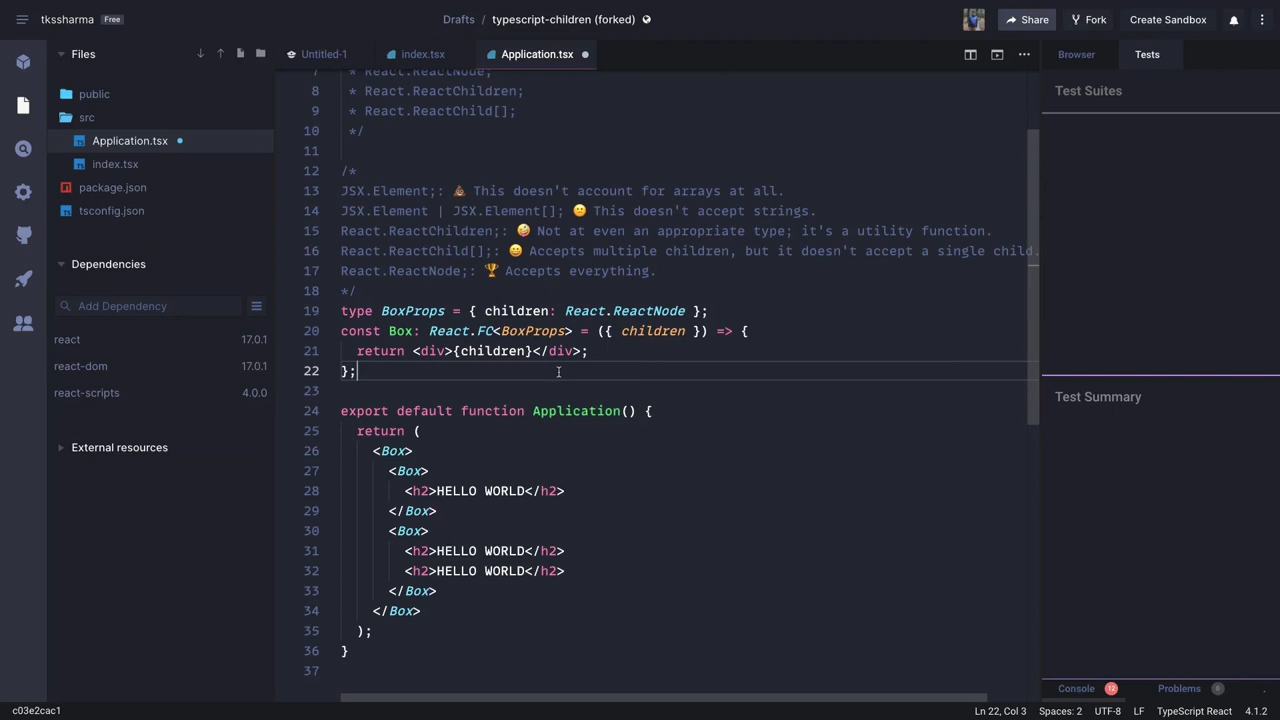 tkssharma Free Drafts / typescript-children (forked) Share Fork Create Sandbox
Files Untitled-1 index.tsx Application.tsx Browser Tests
public
src
Application.tsx
index.tsx
package.json
tsconfig.json
Dependencies
Add Dependency
react 17.0.1
react-dom 17.0.1
react-scripts 4.0.0
External resources
7 * React.ReactNode;
8 * React.ReactChildren;
9 * React.ReactChild[];
10 */
11
12 /*
13 JSX.Element;: 💩 This doesn't account for arrays at all.
14 JSX.Element | JSX.Element[]; 😕 This doesn't accept strings.
15 React.ReactChildren;: 🤪 Not at even an appropriate type; it's a utility function.
16 React.ReactChild[];: 😀 Accepts multiple children, but it doesn't accept a single child.
17 React.ReactNode;: 🏆 Accepts everything.
18 */
19 type BoxProps = { children: React.ReactNode };
20 const Box: React.FC<BoxProps> = ({ children }) => {
21 return <div>{children}</div>;
22 };
23
24 export default function Application() {
25 return (
26 <Box>
27 <Box>
28 <h2>HELLO WORLD</h2>
29 </Box>
30 <Box>
31 <h2>HELLO WORLD</h2>
32 <h2>HELLO WORLD</h2>
33 </Box>
34 </Box>
35 );
36 }
37
Test Suites
Test Summary
Console 12 Problems
c03e2cac1 Ln 22, Col 3 Spaces: 2 UTF-8 LF TypeScript React 4.1.2